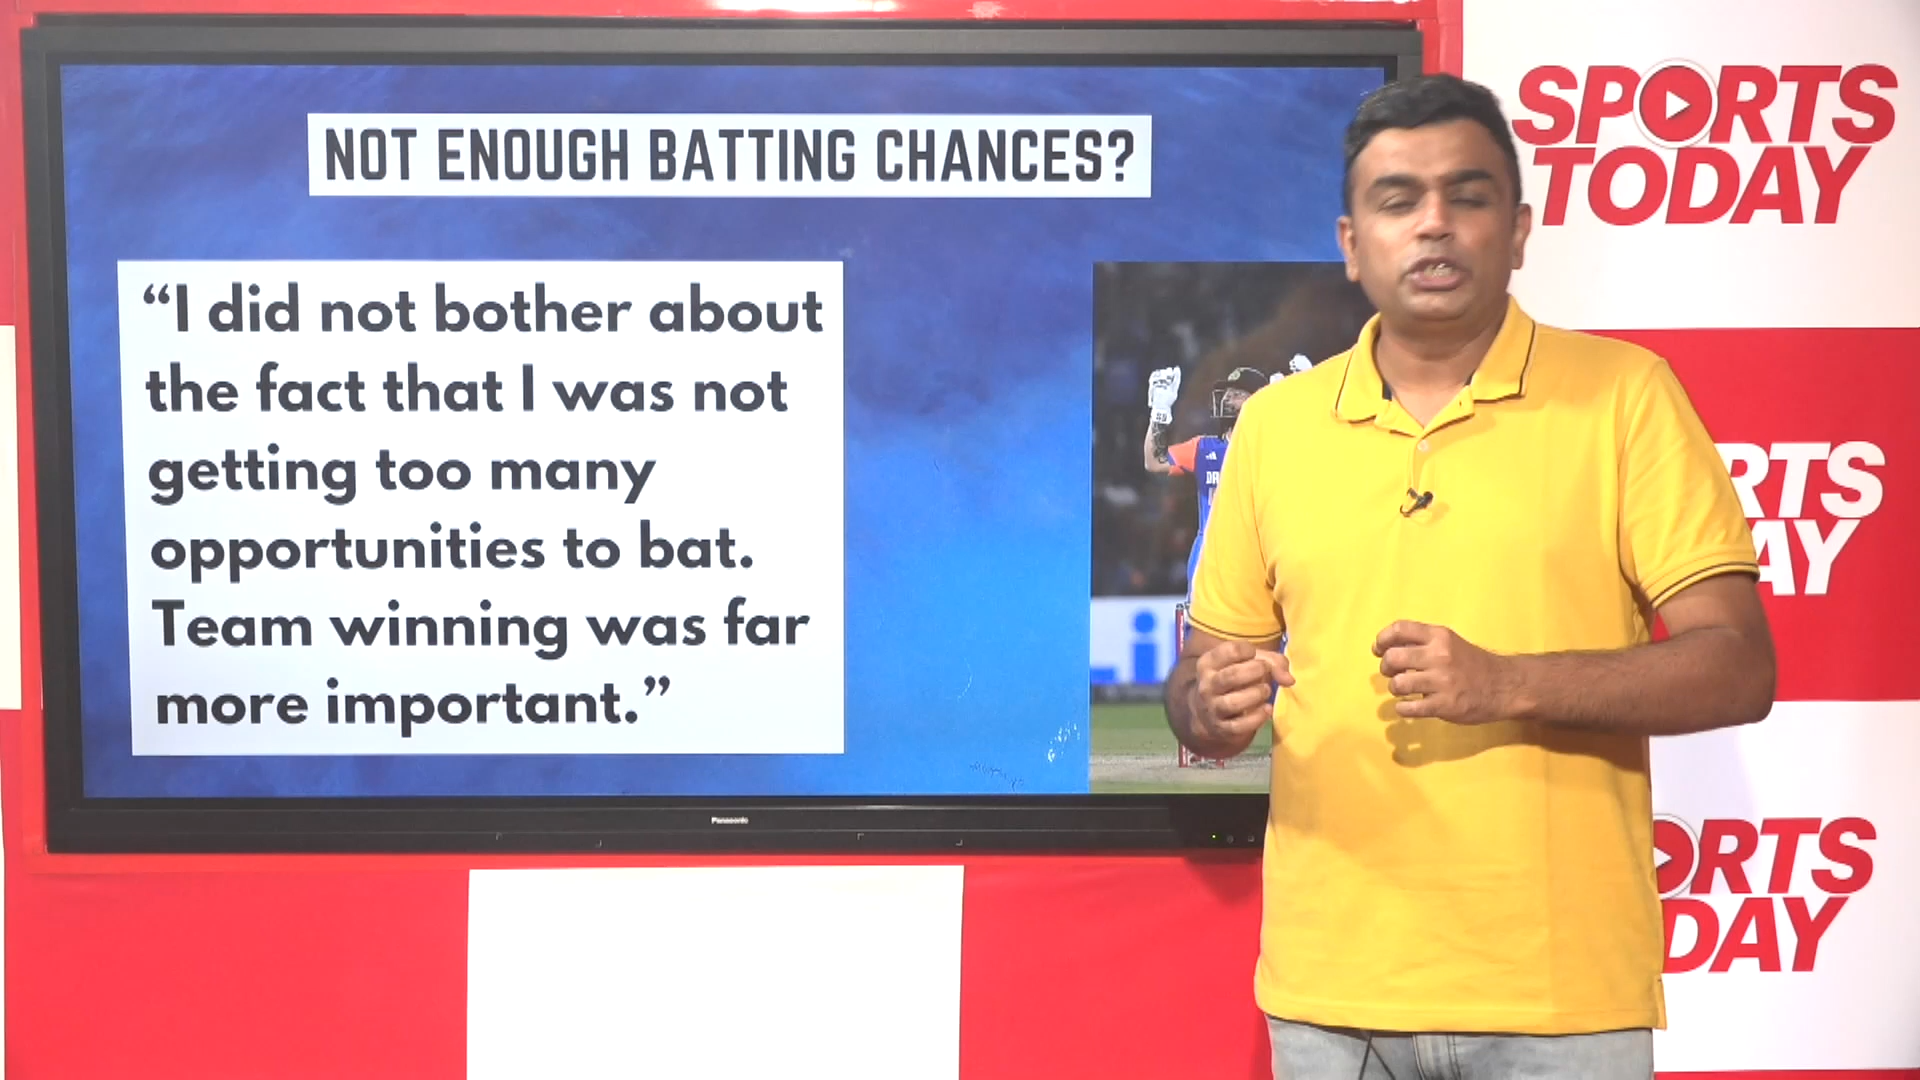 NOT ENOUGH BATTING CHANCES?
“I did not bother about
the fact that I was not
getting too many
opportunities to bat.
Team winning was far
more important.”
Panasonic
SPORTS
TODAY
RTS
AY
ORTS
DAY